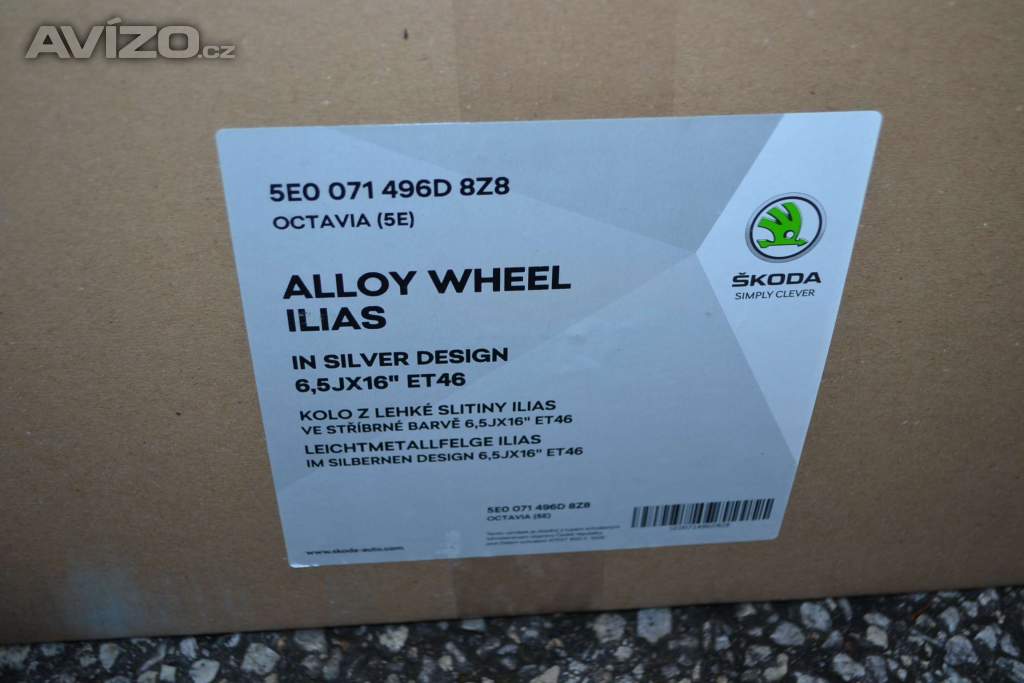 AVÍZO.cz
5E0 071 496D 8Z8
OCTAVIA (5E)
ŠKODA
SIMPLY CLEVER
ALLOY WHEEL
ILIAS
IN SILVER DESIGN
6,5JX16" ET46
KOLO Z LEHKÉ SLITINY ILIAS
VE STŘÍBRNÉ BARVĚ 6,5JX16" ET46
LEICHTMETALLFELGE ILIAS
IM SILBERNEN DESIGN 6,5JX16" ET46
5E0 071 496D 8Z8
OCTAVIA (5E)
www.skoda-auto.com